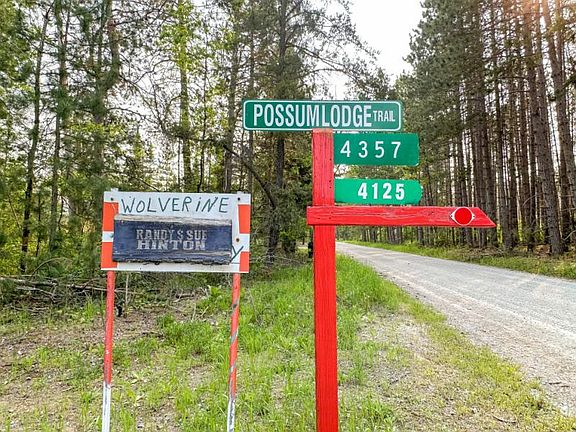 POSSUMLODGE TRAIL
4357
4125
WOLVERINE
RANDY & SUE
HINTON